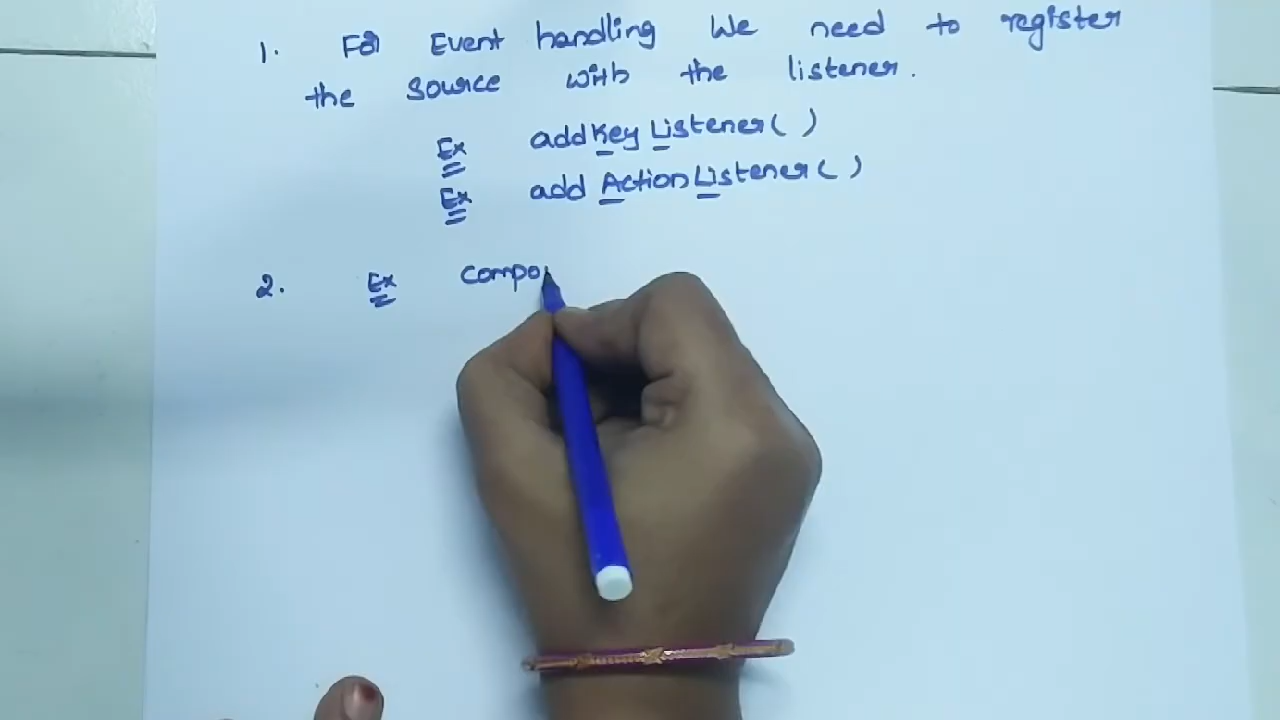 1. For Event handling We need to register
the source with the listener.
Ex addKeyListener( )
Ex add ActionListener( )
2. Ex compo